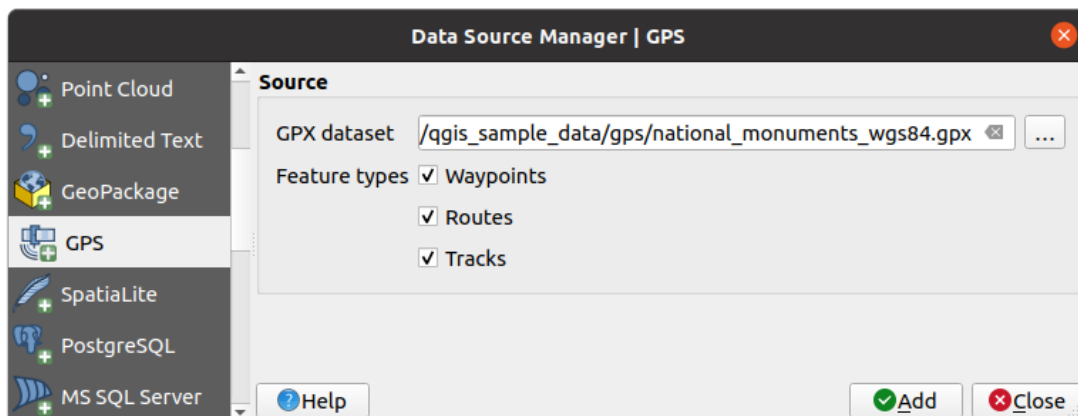 Data Source Manager | GPS
Point Cloud
Delimited Text
GeoPackage
GPS
SpatiaLite
PostgreSQL
MS SQL Server
Source
GPX dataset /qgis_sample_data/gps/national_monuments_wgs84.gpx ...
Feature types Waypoints
Routes
Tracks
Help Add Close